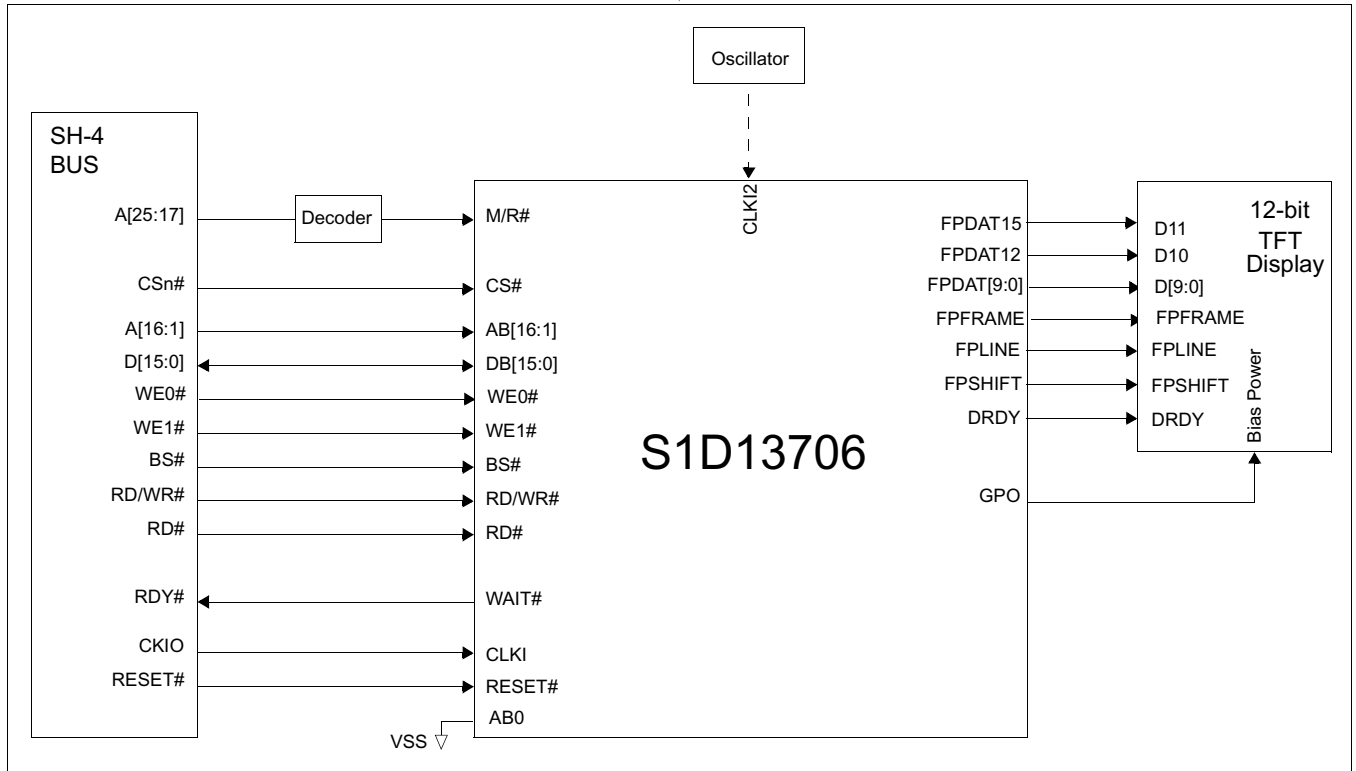 Oscillator
SH-4
BUS
A[25:17]
Decoder
M/R#
CLKI2
CSn#
CS#
A[16:1]
AB[16:1]
D[15:0]
DB[15:0]
WE0#
WE0#
WE1#
WE1#
BS#
BS#
RD/WR#
RD/WR#
RD#
RD#
RDY#
WAIT#
CKIO
CLKI
RESET#
RESET#
AB0
VSS
S1D13706
FPDAT15
FPDAT12
FPDAT[9:0]
FPFRAME
FPLINE
FPSHIFT
DRDY
GPO
12-bit
TFT
Display
D11
D10
D[9:0]
FPFRAME
FPLINE
FPSHIFT
DRDY
Bias Power